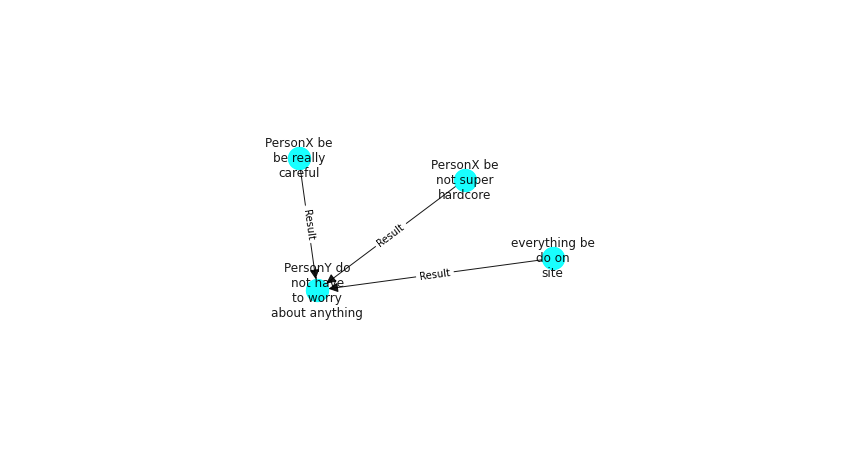 PersonX be
be really
careful
PersonX be
not super
hardcore
Result
Result
everything be
do on
site
Result
PersonY do
not have
to worry
about anything